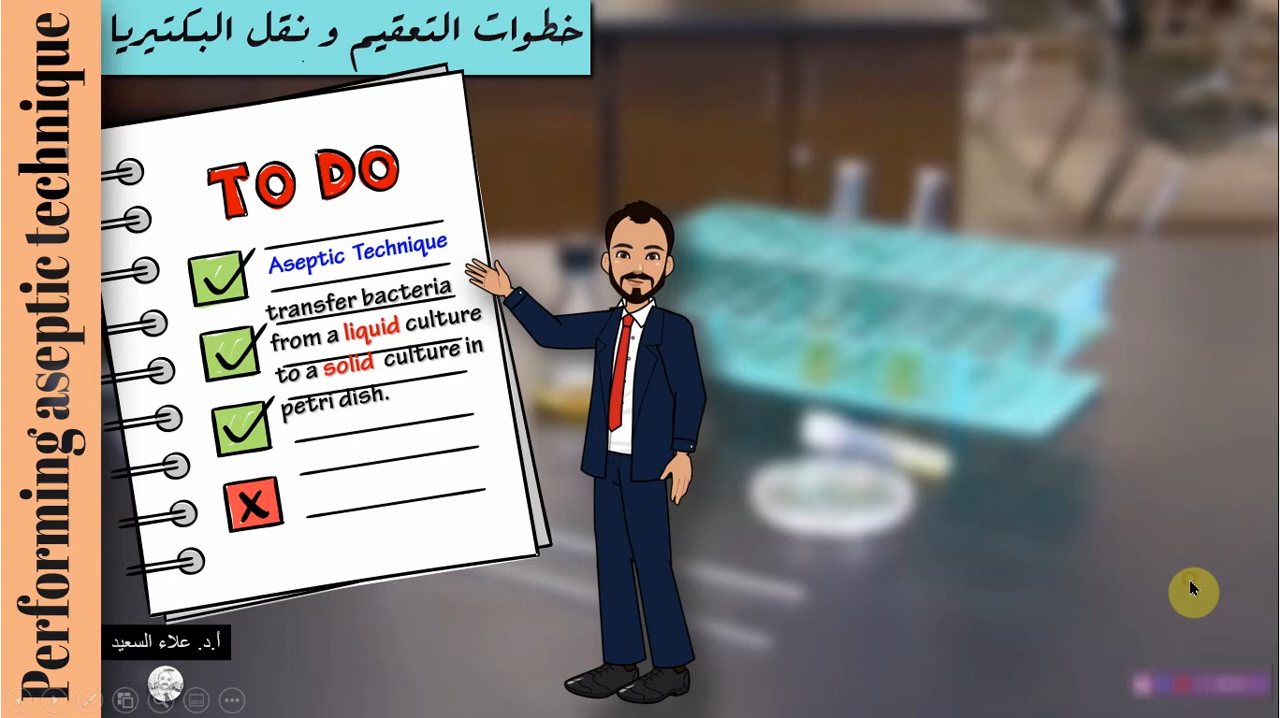 خطوات التعقيم و نقل البكتيريا
Performing aseptic technique
TO DO
Aseptic Technique
transfer bacteria
from a liquid culture
to a solid culture in
petri dish.
أ.د. علاء السعيد